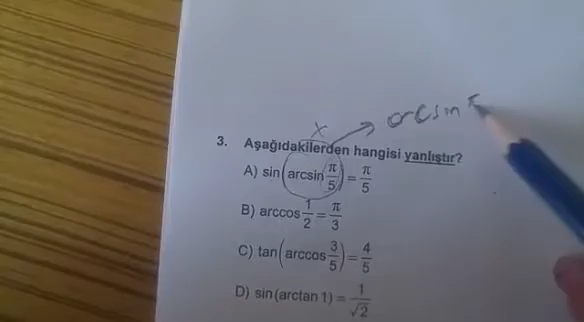 x
arcsin π
3. Aşağıdakilerden hangisi yanlıştır?
A) sin(arcsin π/5) = π/5
B) arccos 1/2 = π/3
C) tan(arccos 3/5) = 4/5
D) sin(arctan 1) = 1/√2